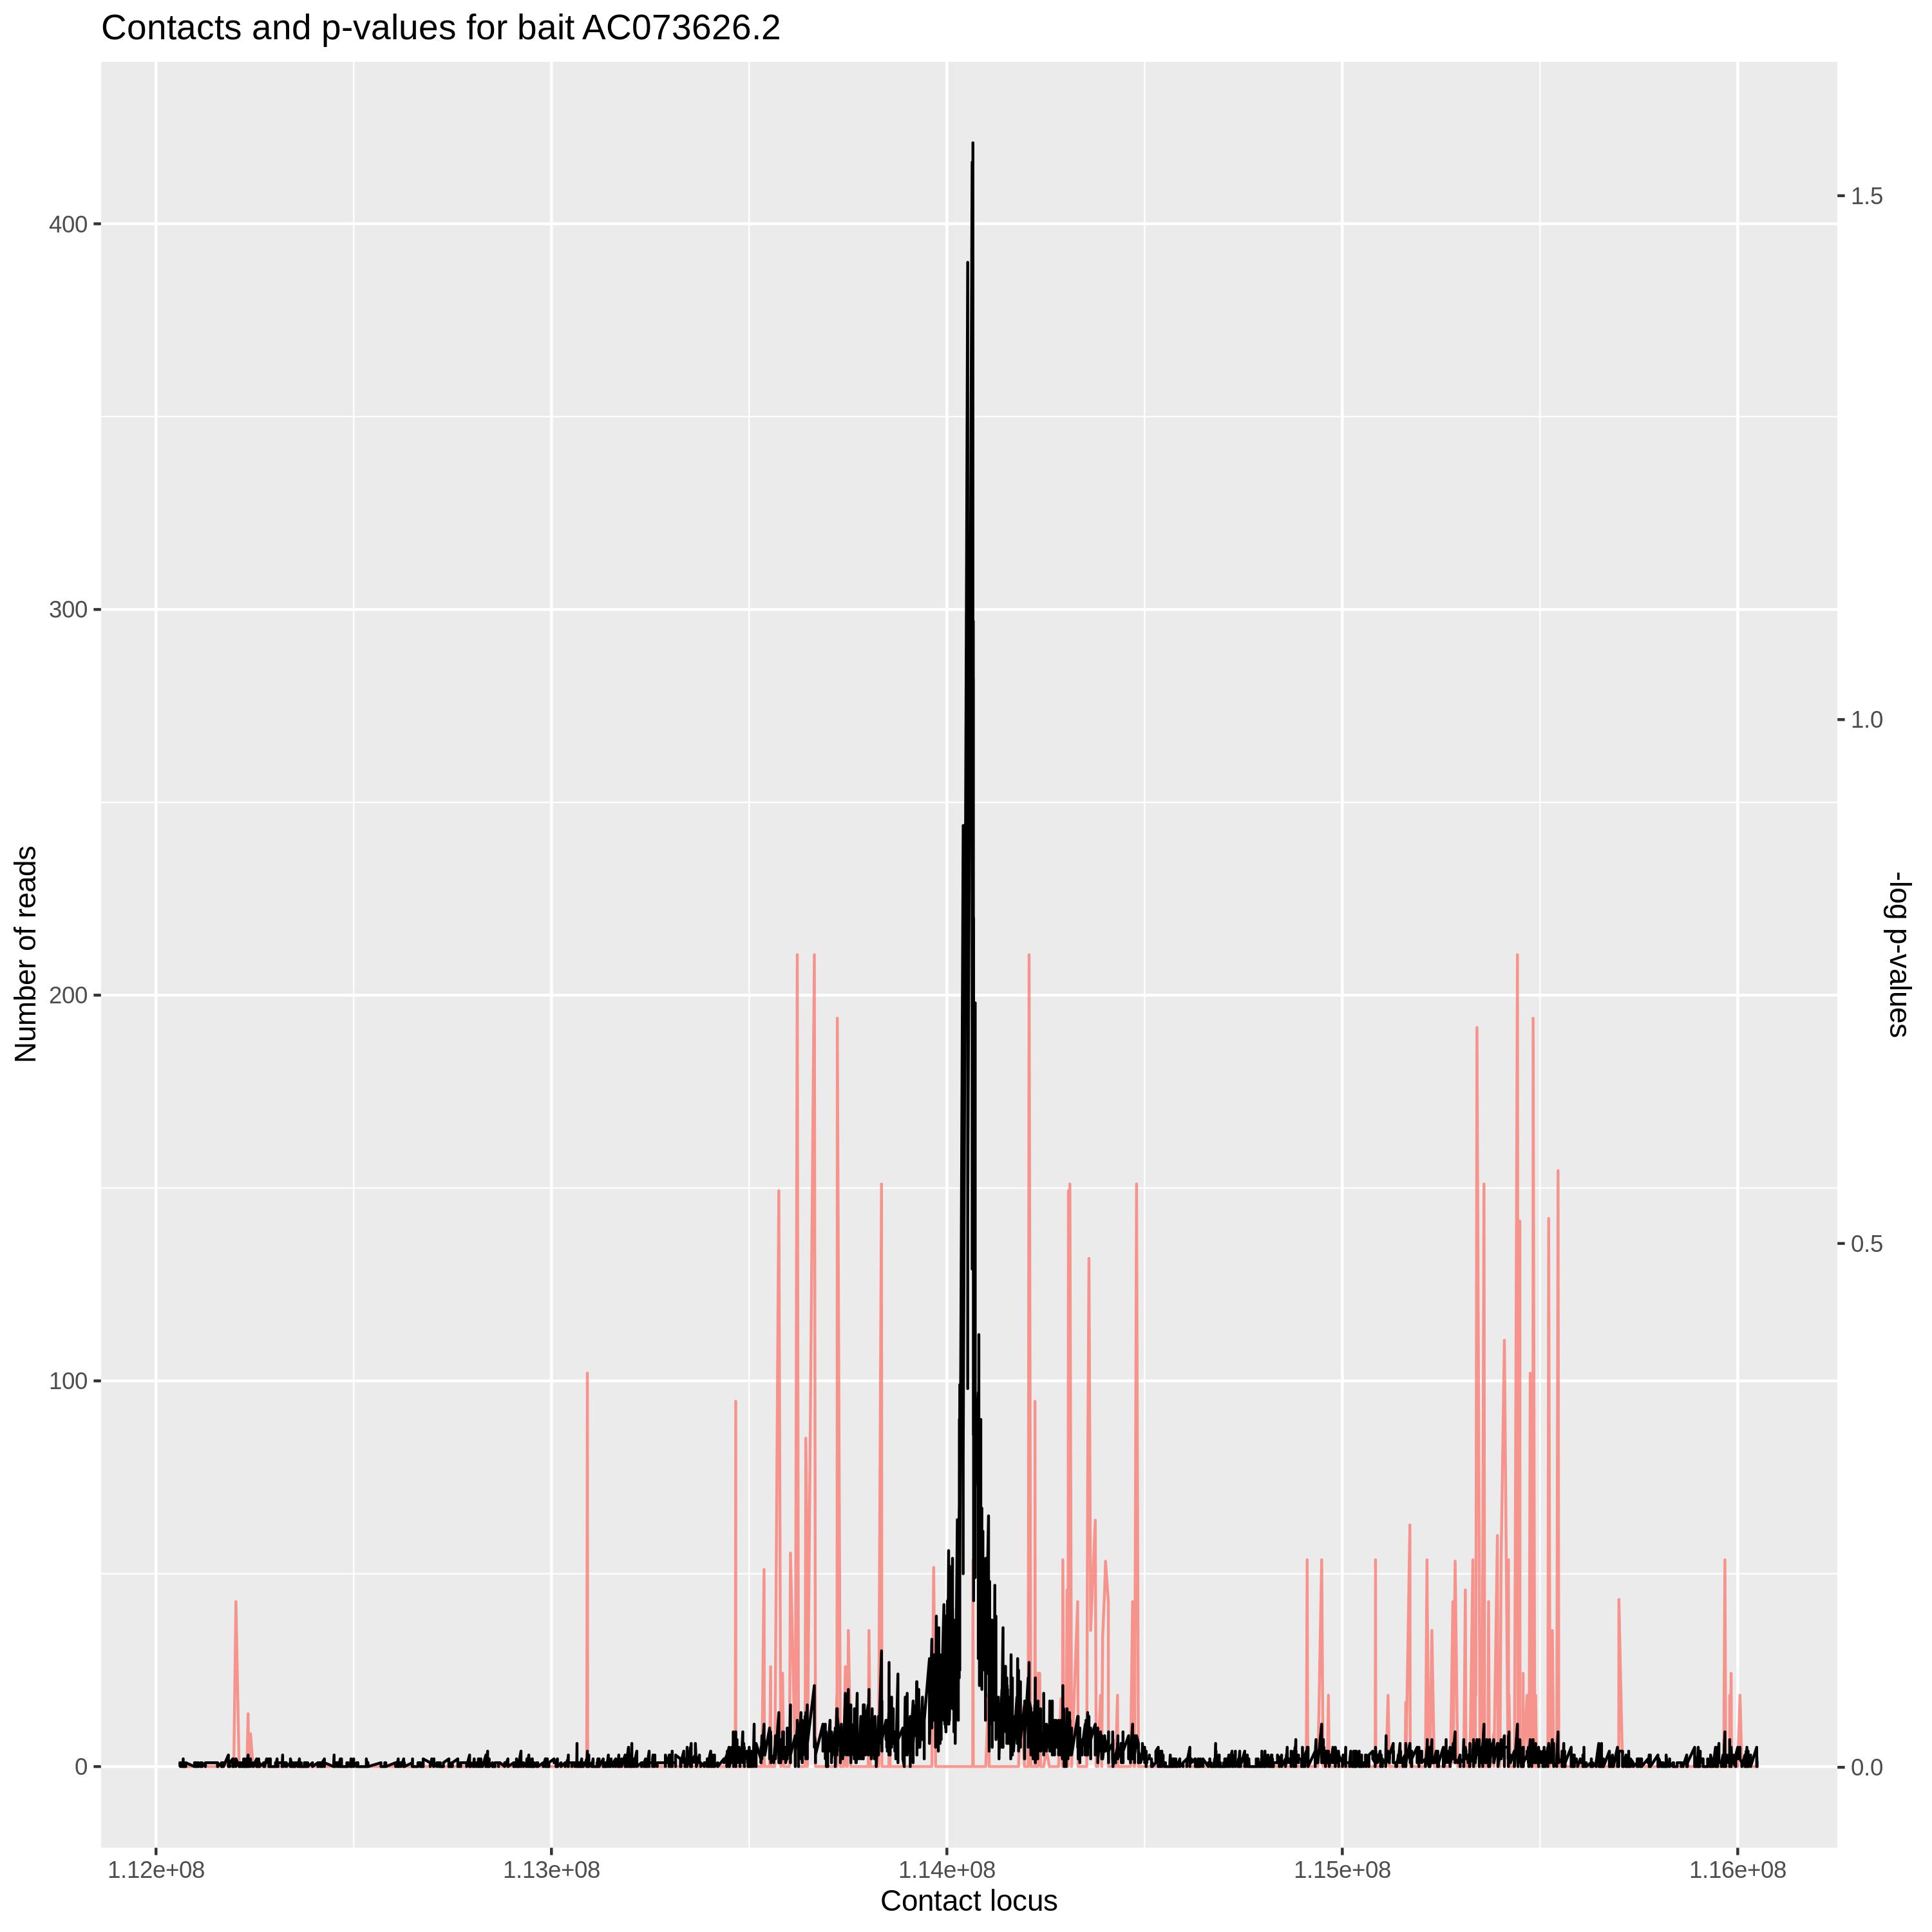 Contacts and p-values for bait AC073626.2
Number of reads
400
300
200
100
0
1.5
1.0
0.5
0.0
-log p-values
1.12e+08
1.13e+08
1.14e+08
1.15e+08
1.16e+08
Contact locus